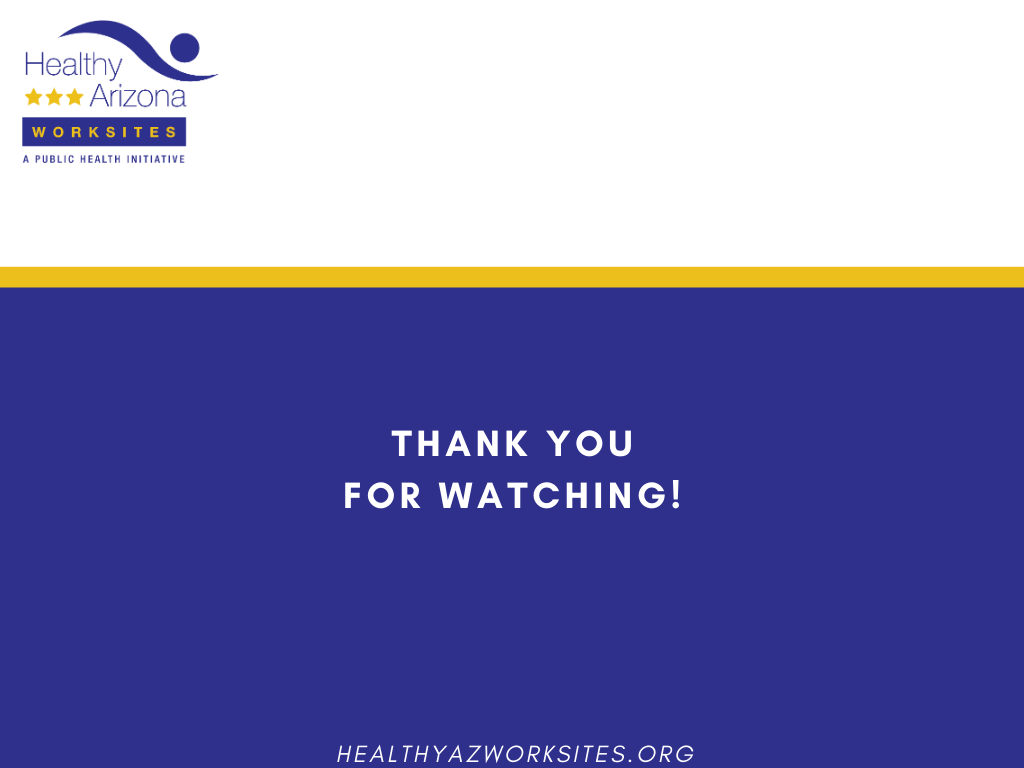 Healthy
Arizona
WORKSITES
A PUBLIC HEALTH INITIATIVE
THANK YOU
FOR WATCHING!
HEALTHYAZWORKSITES.ORG